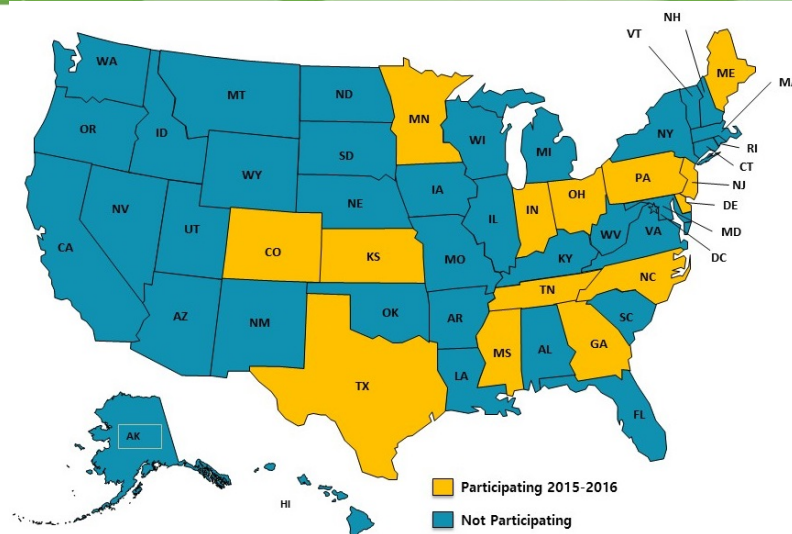 NH
VT
WA
ME
MT
ND
MA
MN
OR
ID
NY
WI
SD
MI
RI
WY
CT
PA
IA
NJ
NE
OH
DE
NV
IN
IL
UT
MD
WV
VA
CO
DC
CA
KS
MO
KY
NC
TN
AZ
OK
NM
AR
SC
MS
AL
GA
LA
TX
FL
AK
Participating 2015-2016
HI
Not Participating